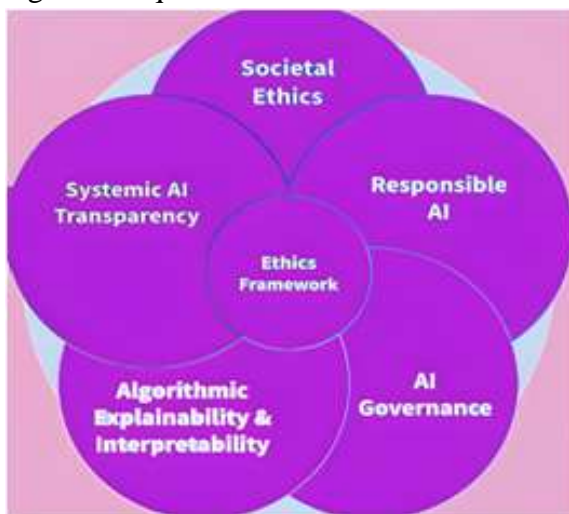 Societal
Ethics
Responsible
AI
Systemic AI
Transparency
Ethics
Framework
AI
Governance
Algorithmic
Explainability &
Interpretability